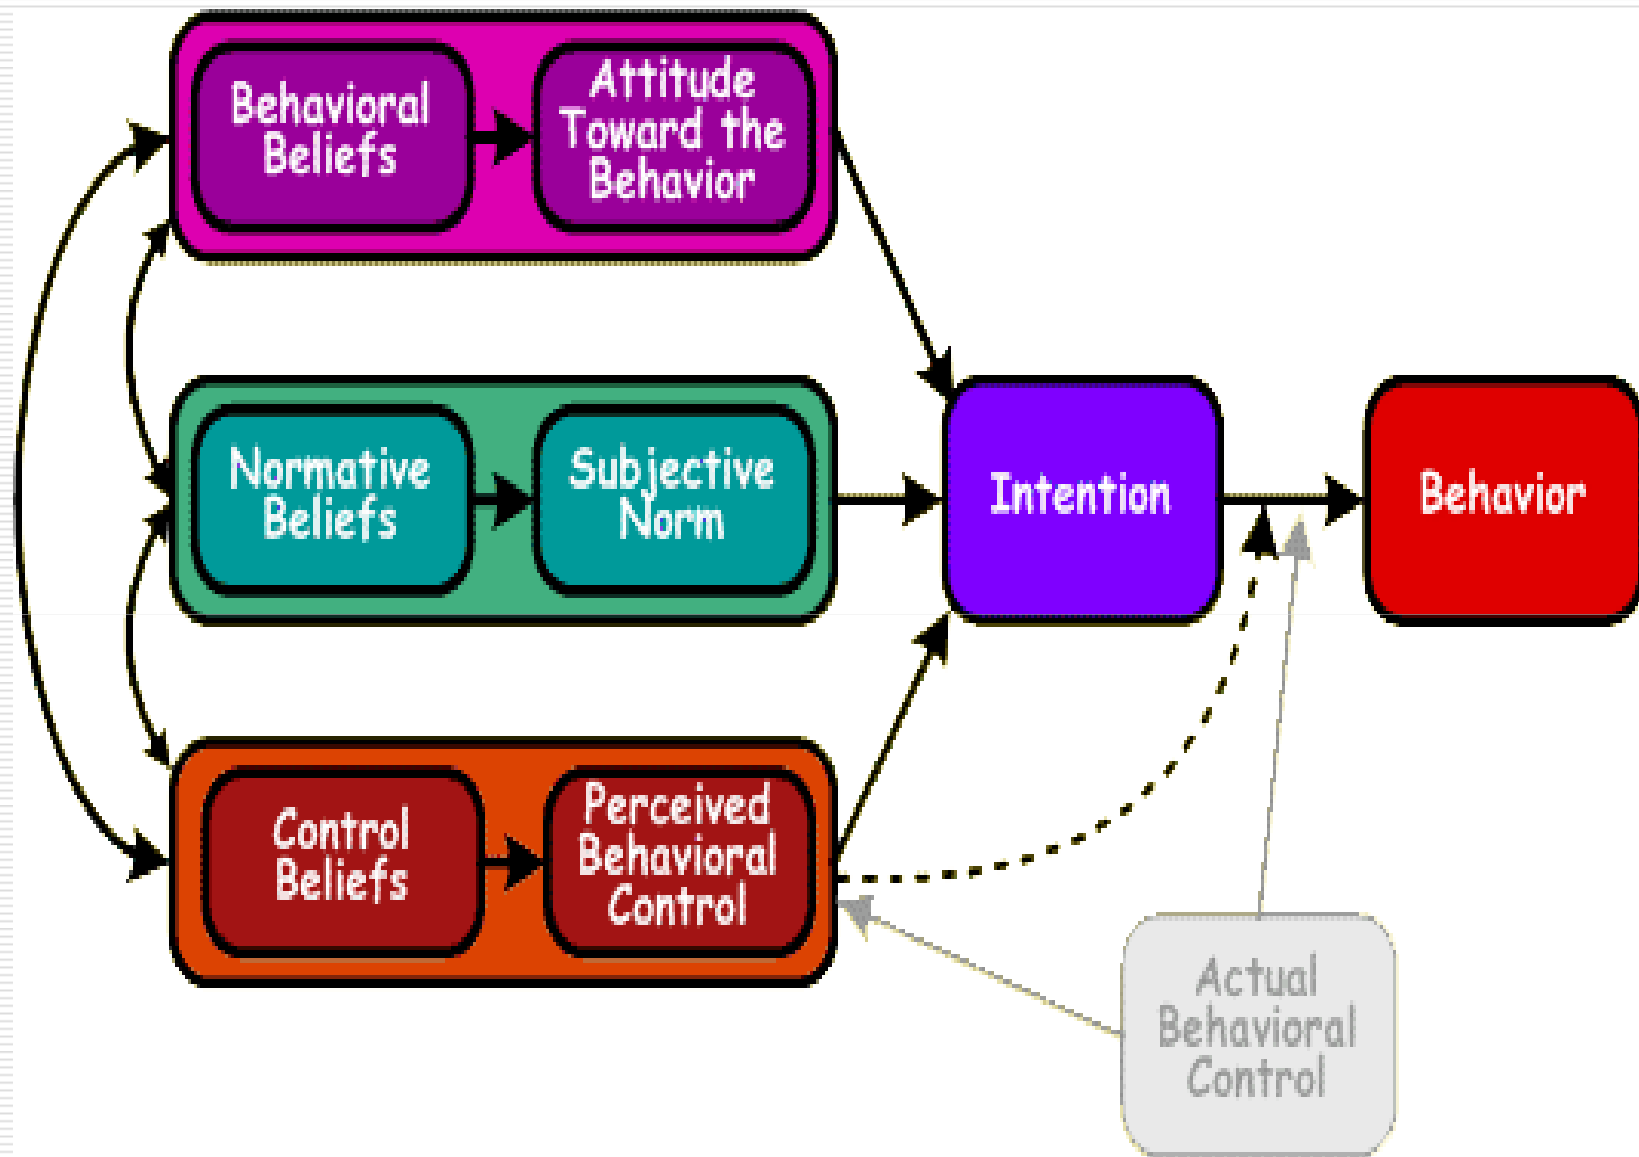 Behavioral
Beliefs
Attitude
Toward the
Behavior
Normative
Beliefs
Subjective
Norm
Intention
Behavior
Control
Beliefs
Perceived
Behavioral
Control
Actual
Behavioral
Control